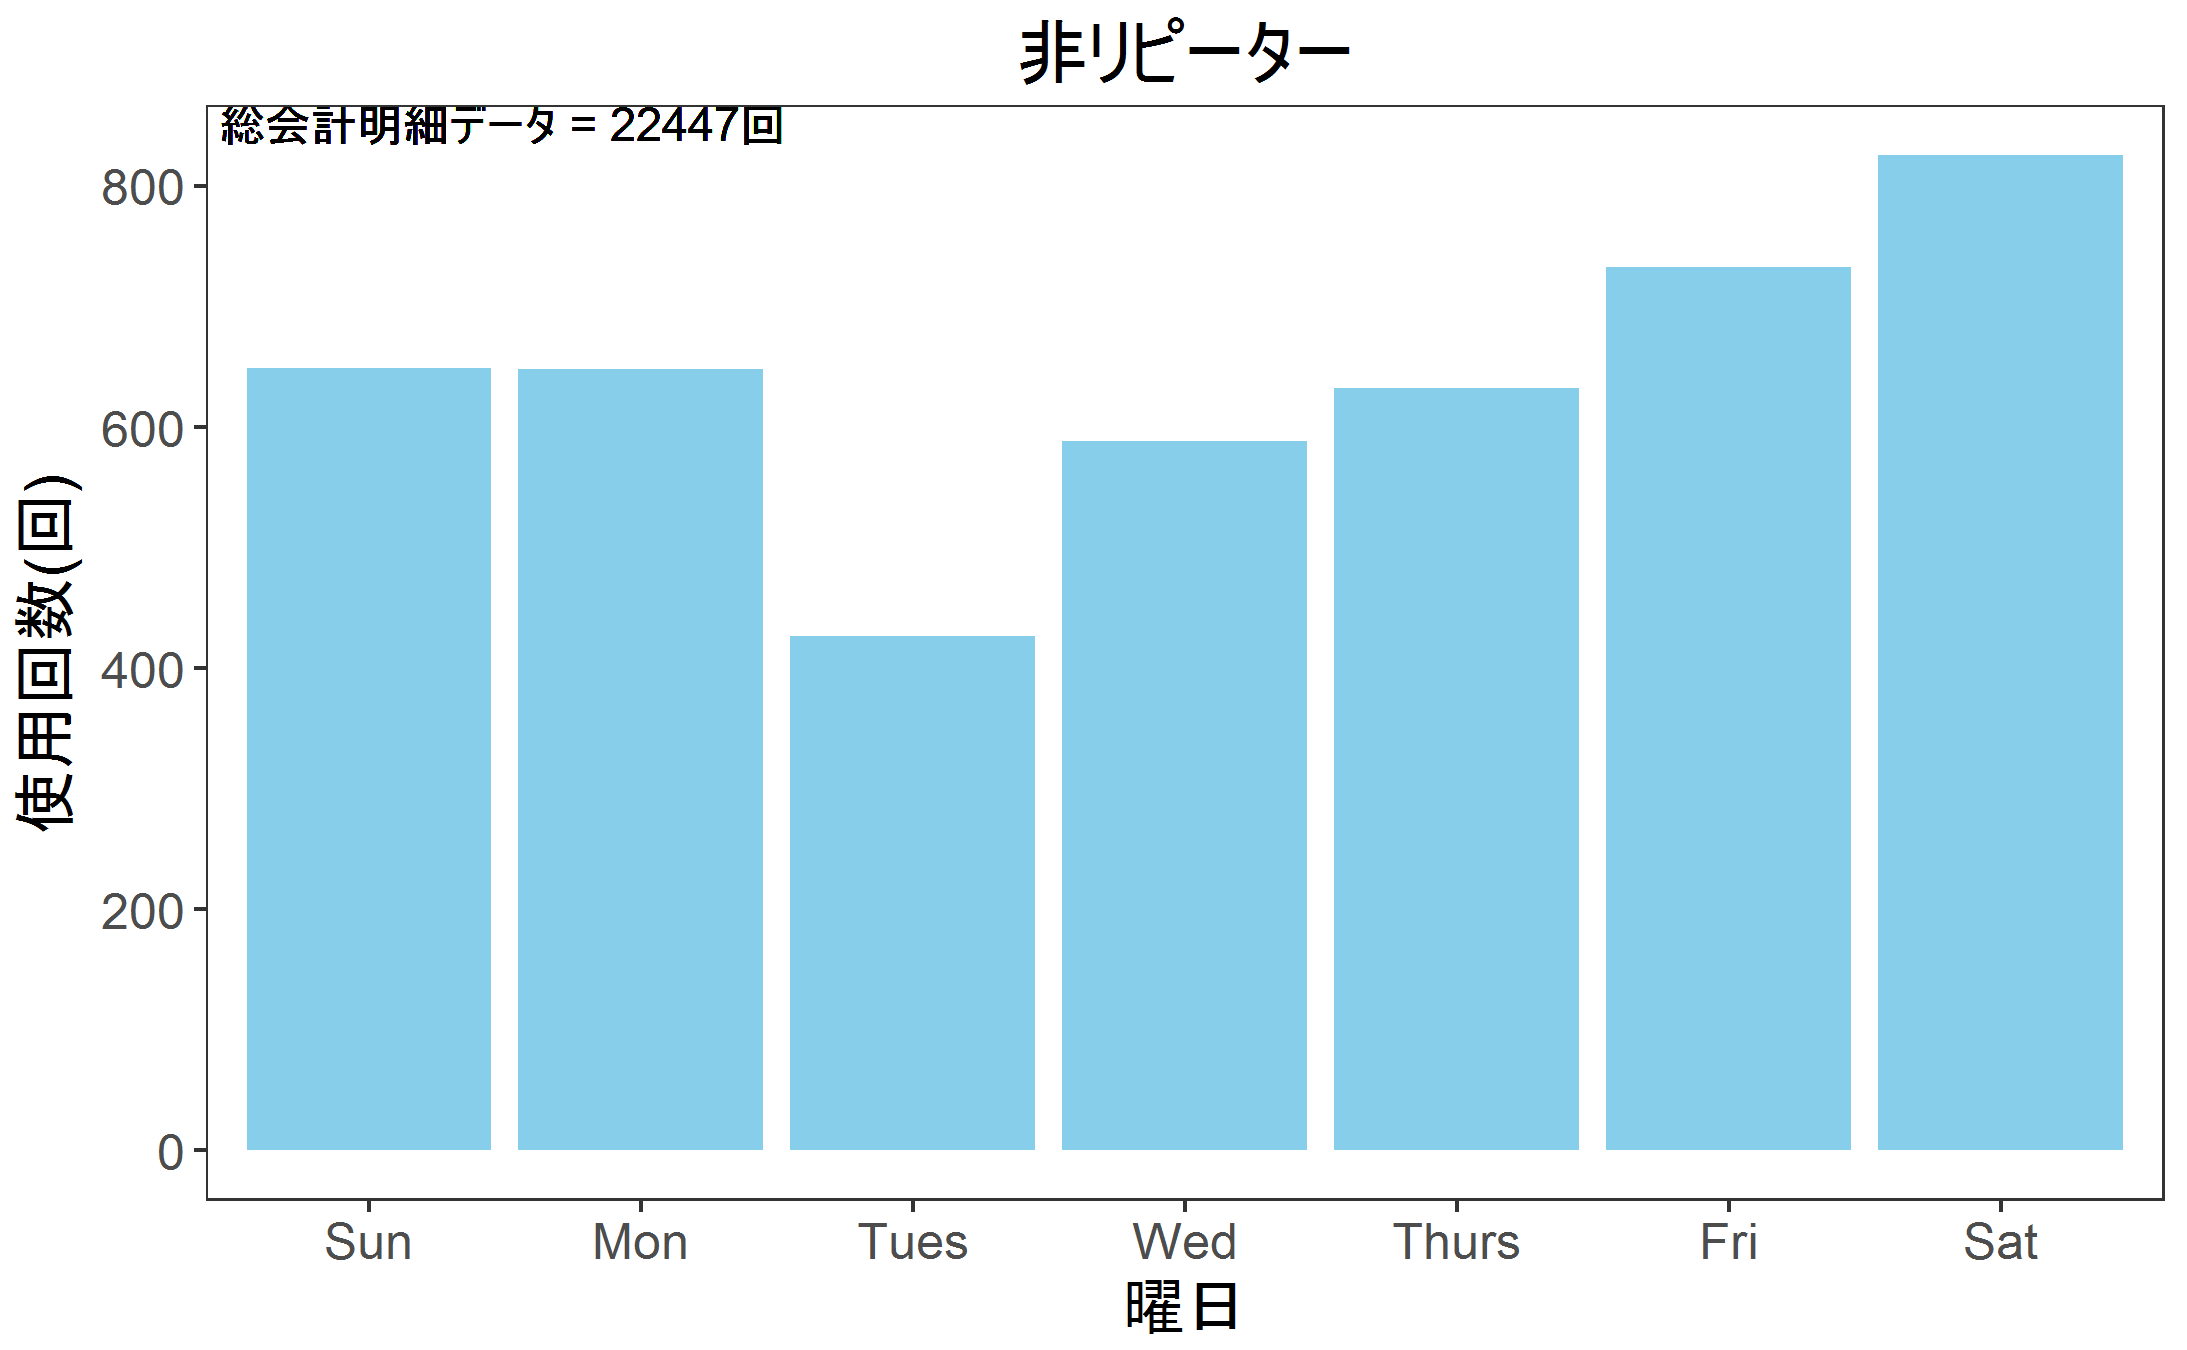 非リピーター
総会計明細データ = 22447回
使用回数(回)
800
600
400
200
0
Sun Mon Tues Wed Thurs Fri Sat
曜日